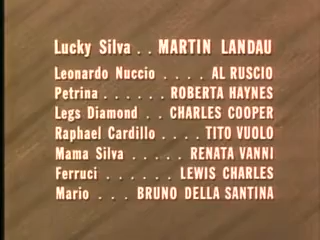 Lucky Silva . . MARTIN LANDAU
Leonardo Nuccio . . . . AL RUSCIO
Petrina . . . . . . ROBERTA HAYNES
Legs Diamond . . CHARLES COOPER
Raphael Cardillo . . . . TITO VUOLO
Mama Silva . . . . . RENATA VANNI
Ferruci . . . . . . LEWIS CHARLES
Mario . . . BRUNO DELLA SANTINA